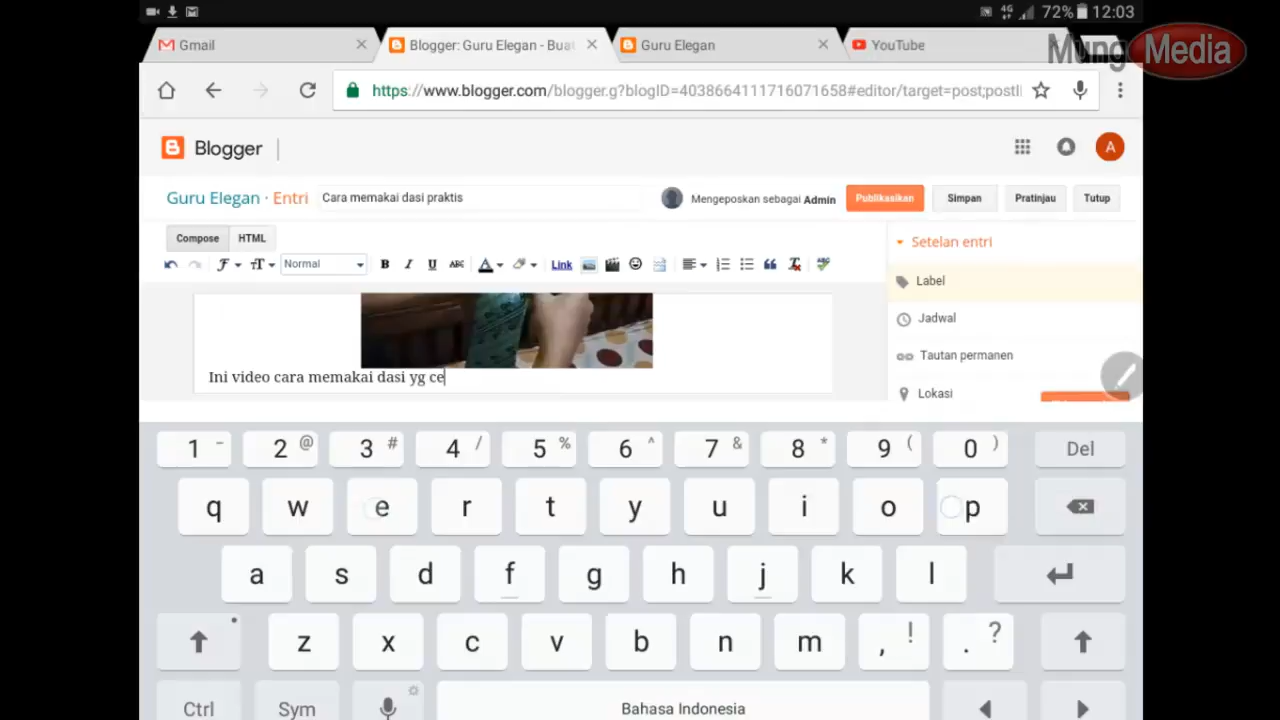 4G 72% 12:03
Mung Media
Gmail
Blogger: Guru Elegan - Bua
Guru Elegan
YouTube
https://www.blogger.com/blogger.g?blogID=4038664111716071658#editor/target=post;postI
Blogger
A
Guru Elegan · Entri
Cara memakai dasi praktis
Mengeposkan sebagai Admin
Publikasikan
Simpan
Pratinjau
Tutup
Compose
HTML
Setelan entri
Normal
B I U ABC A Link
Label
Jadwal
Tautan permanen
Lokasi
Ini video cara memakai dasi yg ce
1 - 2 @ 3 # 4 / 5 % 6 ^ 7 & 8 * 9 ( 0 ) Del
q w e r t y u i o p
a s d f g h j k l
z x c v b n m , ! . ?
Ctrl Sym Bahasa Indonesia